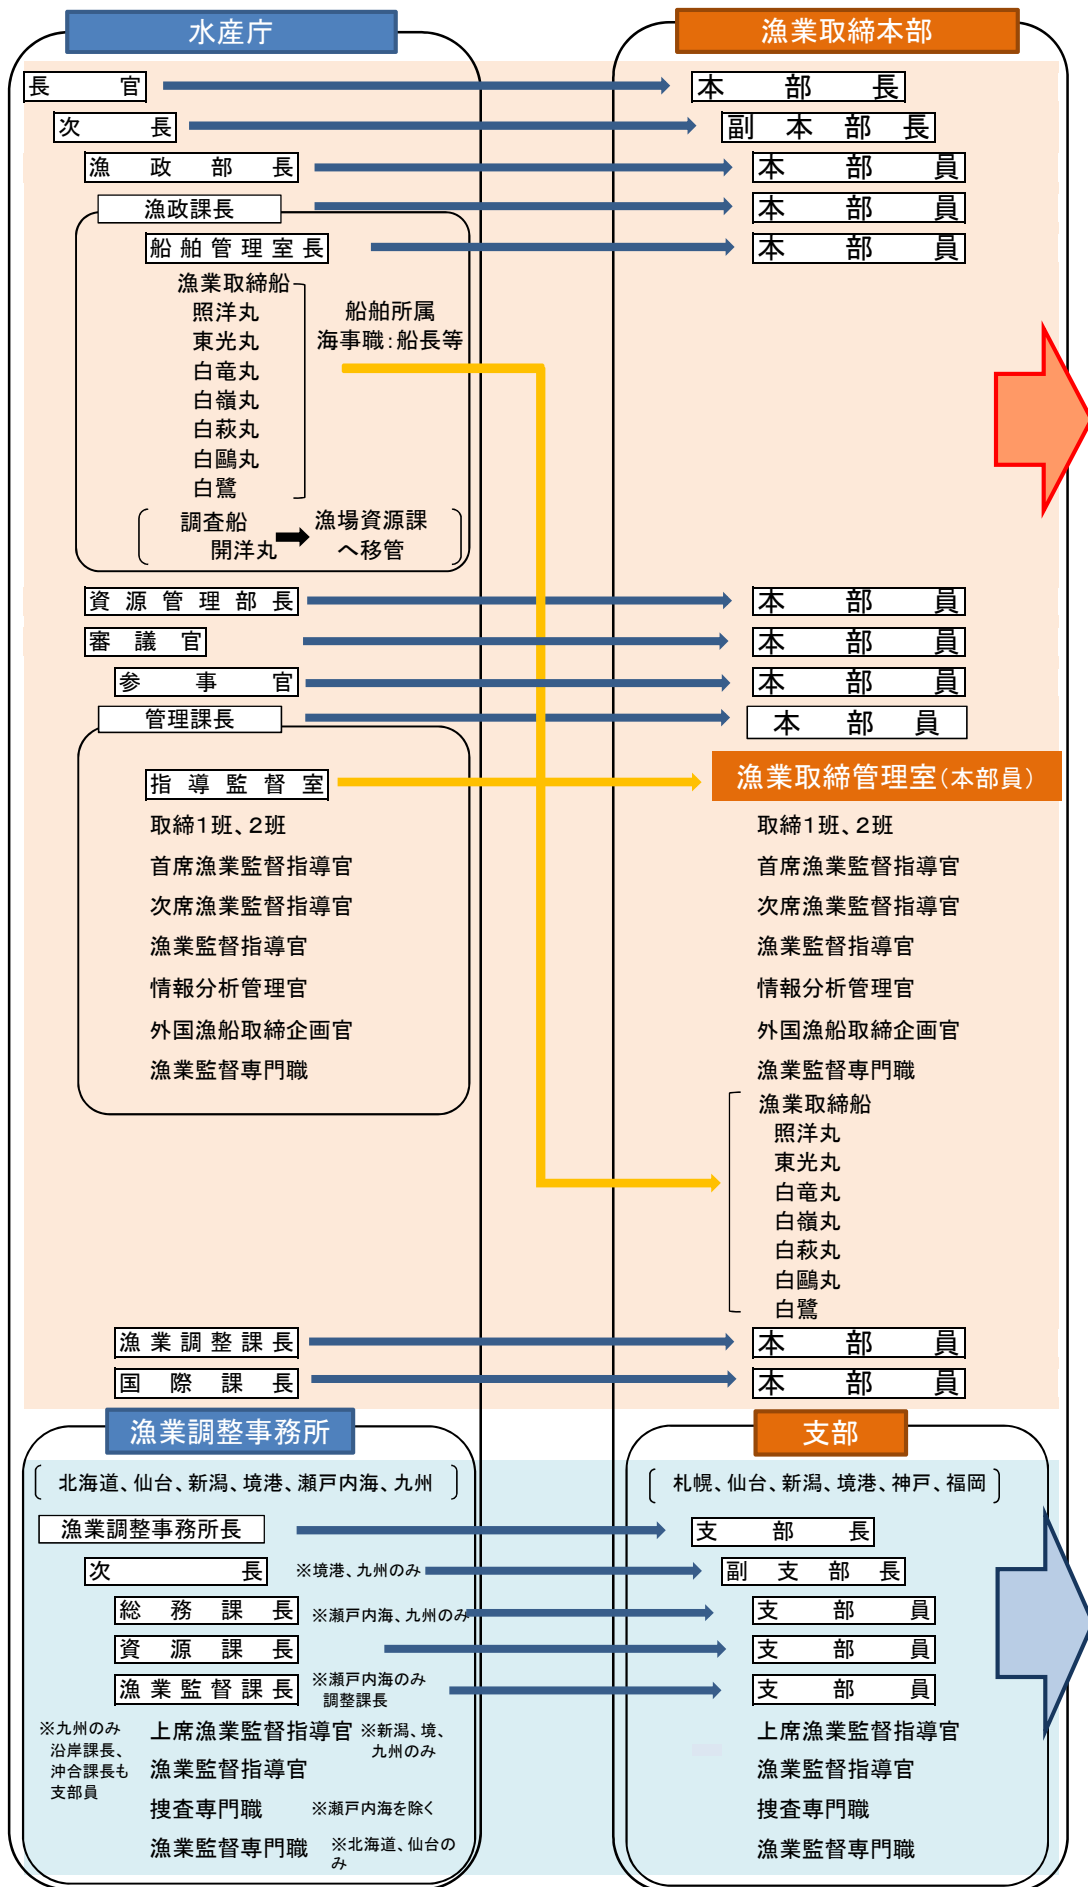 水産庁
漁業取締本部
長官
本部長
次長
副本部長
漁政部長
本部員
漁政課長
本部員
船舶管理室長
本部員
漁業取締船
照洋丸
東光丸
白竜丸
白嶺丸
白萩丸
白鷗丸
白鷺
船舶所属
海事職:船長等
調査船
開洋丸
漁場資源課
へ移管
資源管理部長
本部員
審議官
本部員
参事官
本部員
管理課長
本部員
指導監督室
漁業取締管理室(本部員)
取締1班、2班
首席漁業監督指導官
次席漁業監督指導官
漁業監督指導官
情報分析管理官
外国漁船取締企画官
漁業監督専門職
取締1班、2班
首席漁業監督指導官
次席漁業監督指導官
漁業監督指導官
情報分析管理官
外国漁船取締企画官
漁業監督専門職
漁業取締船
照洋丸
東光丸
白竜丸
白嶺丸
白萩丸
白鷗丸
白鷺
漁業調整課長
本部員
国際課長
本部員
漁業調整事務所
支部
北海道、仙台、新潟、境港、瀬戸内海、九州
札幌、仙台、新潟、境港、神戸、福岡
漁業調整事務所長
支部長
次長
※境港、九州のみ
副支部長
総務課長
※瀬戸内海、九州のみ
支部員
資源課長
支部員
漁業監督課長
※瀬戸内海のみ
調整課長
支部員
※九州のみ
沿岸課長、
沖合課長も
支部員
上席漁業監督指導官
※新潟、境、
九州のみ
漁業監督指導官
捜査専門職
※瀬戸内海を除く
漁業監督専門職
※北海道、仙台の
み
上席漁業監督指導官
漁業監督指導官
捜査専門職
漁業監督専門職